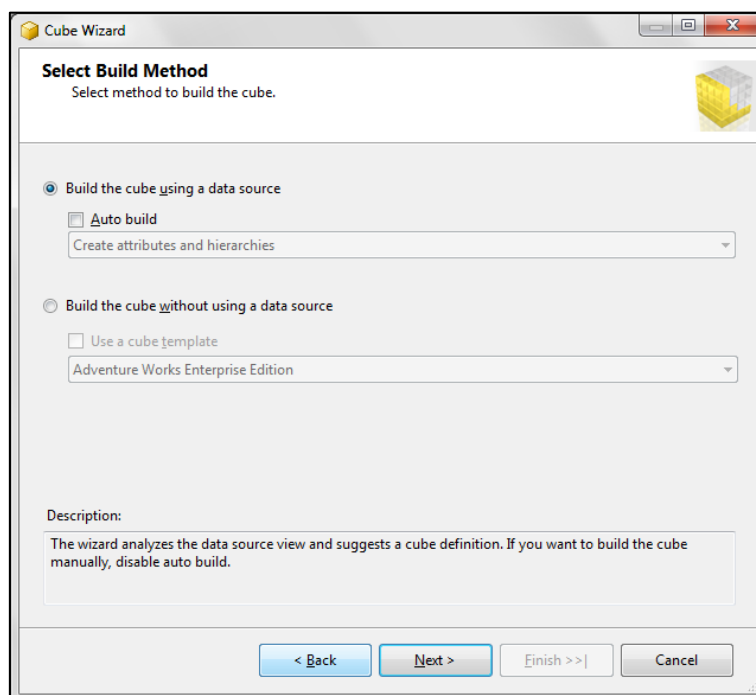 Cube Wizard
Select Build Method
Select method to build the cube.
Build the cube using a data source
Auto build
Create attributes and hierarchies
Build the cube without using a data source
Use a cube template
Adventure Works Enterprise Edition
Description:
The wizard analyzes the data source view and suggests a cube definition. If you want to build the cube
manually, disable auto build.
< Back Next > Finish >>| Cancel